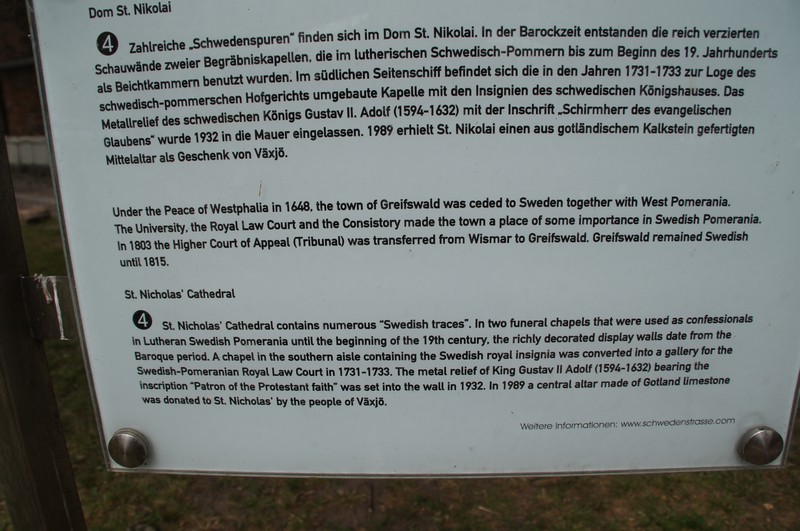 Dom St. Nikolai
4 Zahlreiche „Schwedenspuren" finden sich im Dom St. Nikolai. In der Barockzeit entstanden die reich verzierten
Schauwände zweier Begräbniskapellen, die im lutherischen Schwedisch-Pommern bis zum Beginn des 19. Jahrhunderts
als Beichtkammern benutzt wurden. Im südlichen Seitenschiff befindet sich die in den Jahren 1731-1733 zur Loge des
schwedisch-pommerschen Hofgerichts umgebaute Kapelle mit den Insignien des schwedischen Königshauses. Das
Metallrelief des schwedischen Königs Gustav II. Adolf (1594-1632) mit der Inschrift „Schirmherr des evangelischen
Glaubens" wurde 1932 in die Mauer eingelassen. 1989 erhielt St. Nikolai einen aus gotländischem Kalkstein gefertigten
Mittelaltar als Geschenk von Växjö.
Under the Peace of Westphalia in 1648, the town of Greifswald was ceded to Sweden together with West Pomerania.
The University, the Royal Law Court and the Consistory made the town a place of some importance in Swedish Pomerania.
In 1803 the Higher Court of Appeal (Tribunal) was transferred from Wismar to Greifswald. Greifswald remained Swedish
until 1815.
St. Nicholas' Cathedral
4 St. Nicholas' Cathedral contains numerous "Swedish traces". In two funeral chapels that were used as confessionals
in Lutheran Swedish Pomerania until the beginning of the 19th century, the richly decorated display walls date from the
Baroque period. A chapel in the southern aisle containing the Swedish royal insignia was converted into a gallery for the
Swedish-Pomeranian Royal Law Court in 1731-1733. The metal relief of King Gustav II Adolf (1594-1632) bearing the
inscription "Patron of the Protestant faith" was set into the wall in 1932. In 1989 a central altar made of Gotland limestone
was donated to St. Nicholas' by the people of Växjö.
Weitere Informationen: www.schwedenstrasse.com